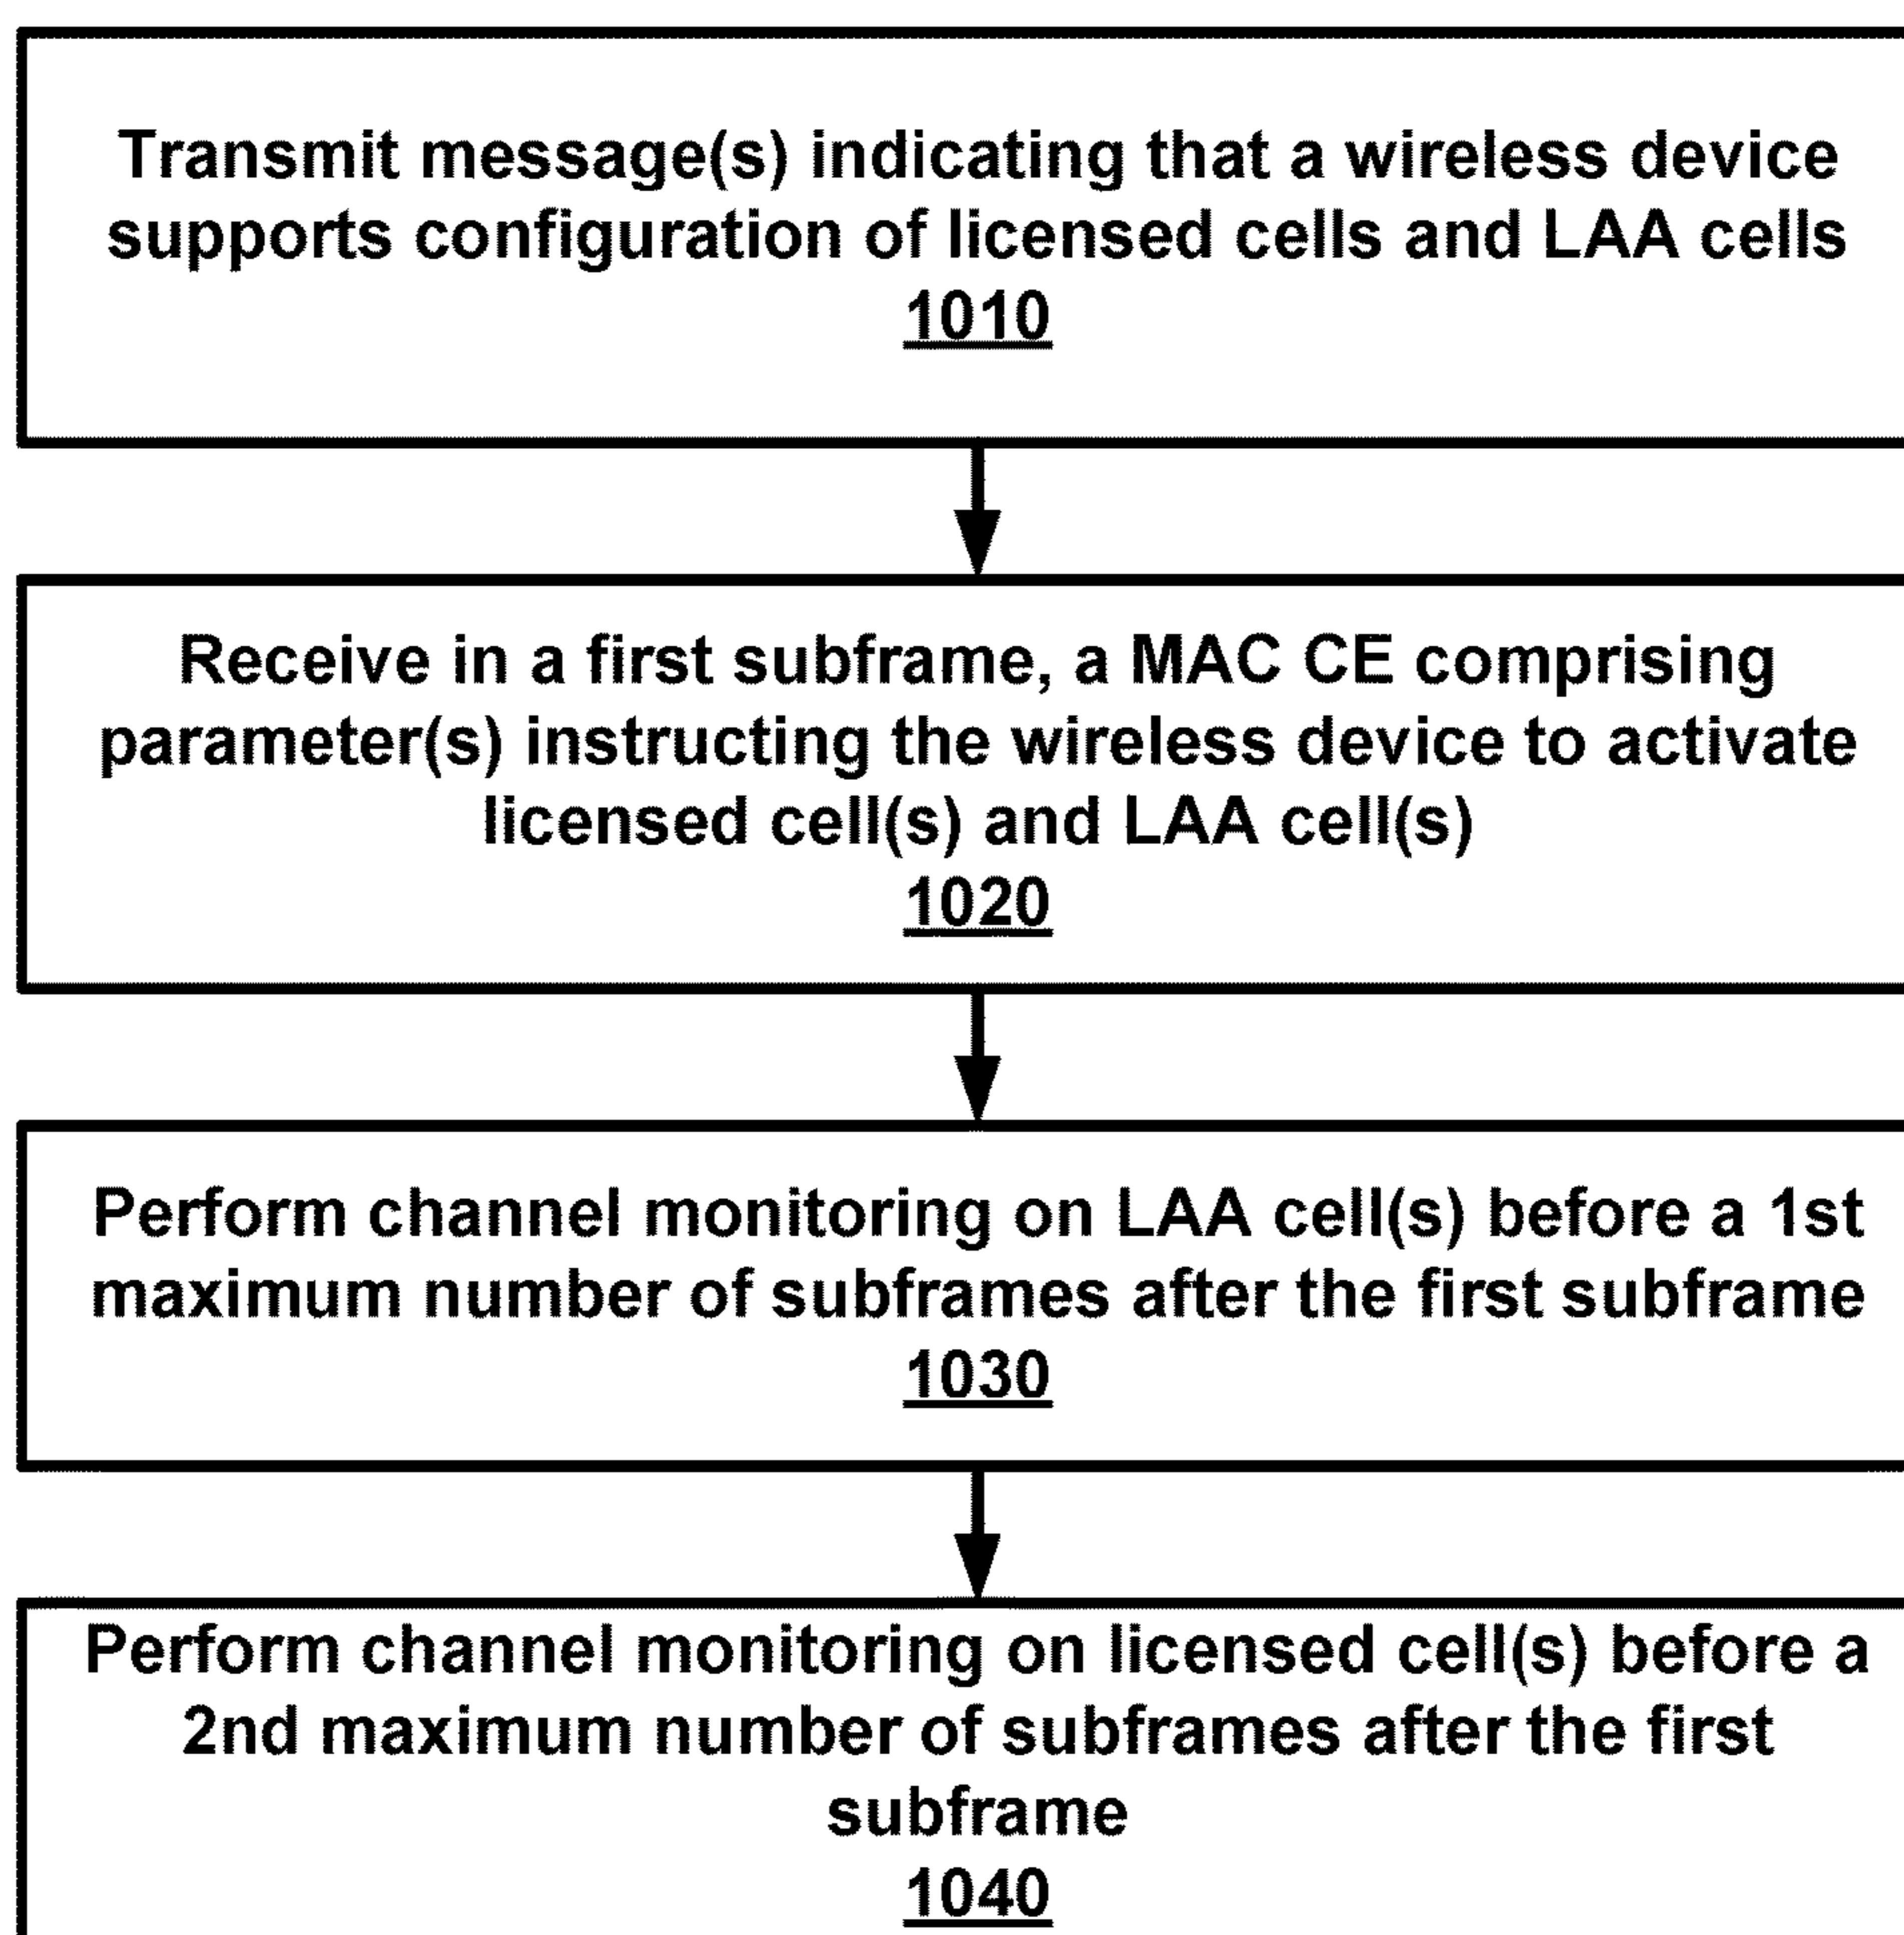 Transmit message(s) indicating that a wireless device
supports configuration of licensed cells and LAA cells
1010
Receive in a first subframe, a MAC CE comprising
parameter(s) instructing the wireless device to activate
licensed cell(s) and LAA cell(s)
1020
Perform channel monitoring on LAA cell(s) before a 1st
maximum number of subframes after the first subframe
1030
Perform channel monitoring on licensed cell(s) before a
2nd maximum number of subframes after the first
subframe
1040